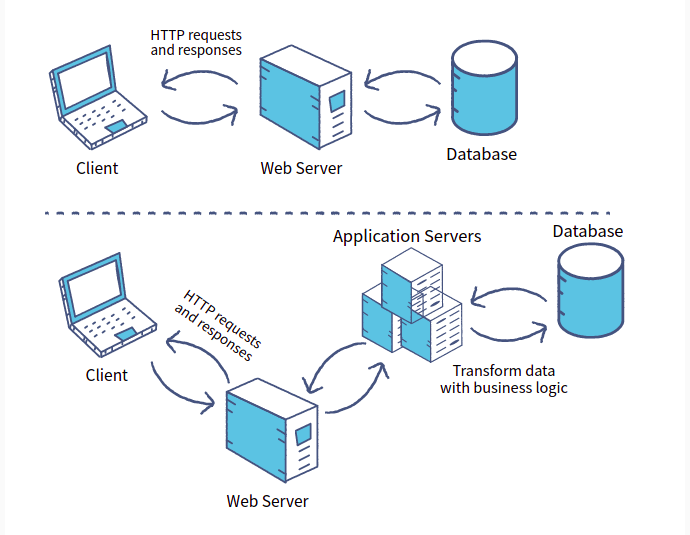 HTTP requests
and responses
Client
Web Server
Database
Application Servers
Database
HTTP requests
and responses
Client
Transform data
with business logic
Web Server